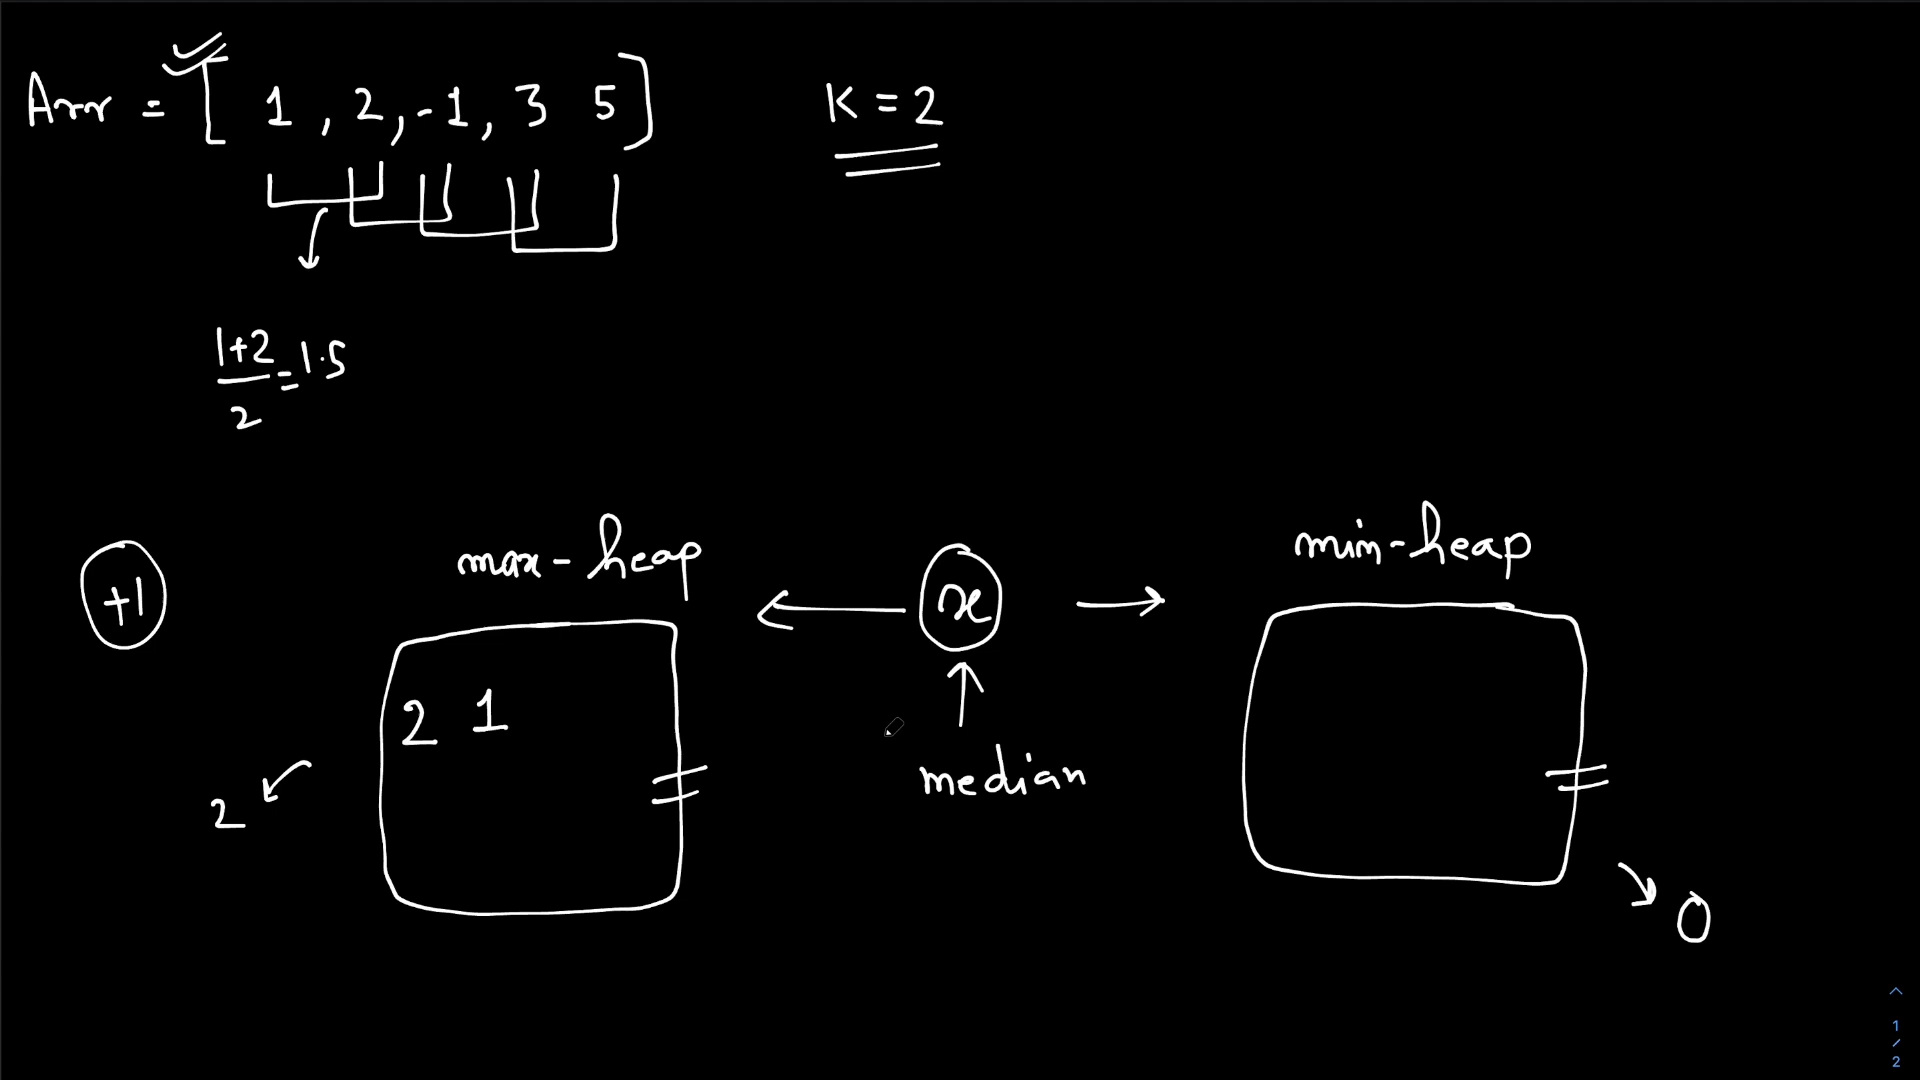 Arr = [ 1 , 2, -1, 3 5 ] K = 2
1+2
— = 1.5
2
max-heap
min-heap
+1
x
2 1
median
2
0
1
/
2